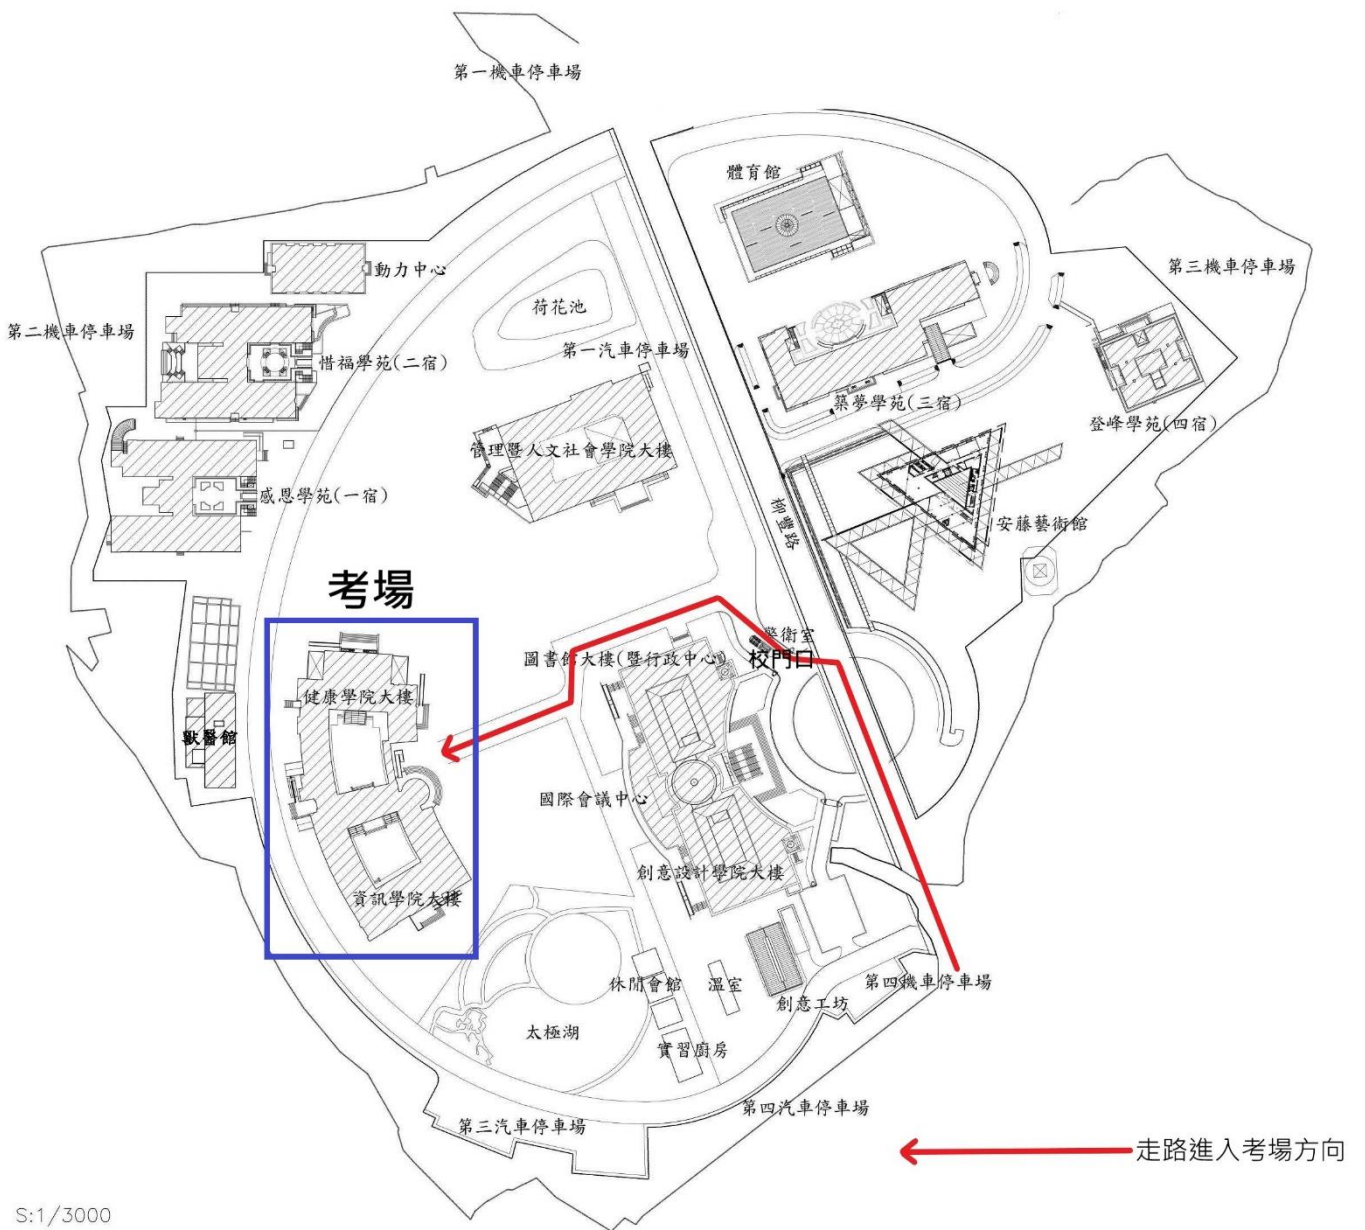 第一機車停車場
體育館
動力中心
第三機車停車場
荷花池
第二機車停車場
第一汽車停車場
惜福學苑(二宿)
築夢學苑(三宿)
登峰學苑(四宿)
管理暨人文社會學院大樓
感恩學苑(一宿)
柳豐路
安藤藝術館
考場
警衛室
圖書館大樓(暨行政中心)
校門口
健康學院大樓
獸醫館
國際會議中心
創意設計學院大樓
資訊學院大樓
休閒會館
溫室
第四機車停車場
創意工坊
太極湖
實習廚房
第四汽車停車場
第三汽車停車場
走路進入考場方向
S:1/3000